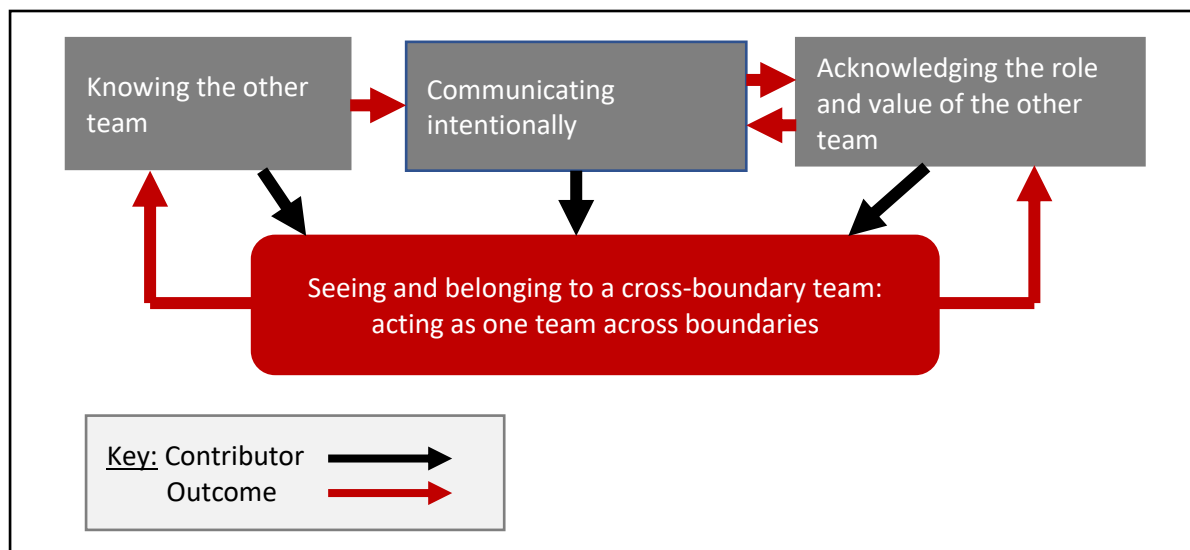 Knowing the other
team
Communicating
intentionally
Acknowledging the role
and value of the other
team
Seeing and belonging to a cross-boundary team:
acting as one team across boundaries
Key: Contributor
Outcome